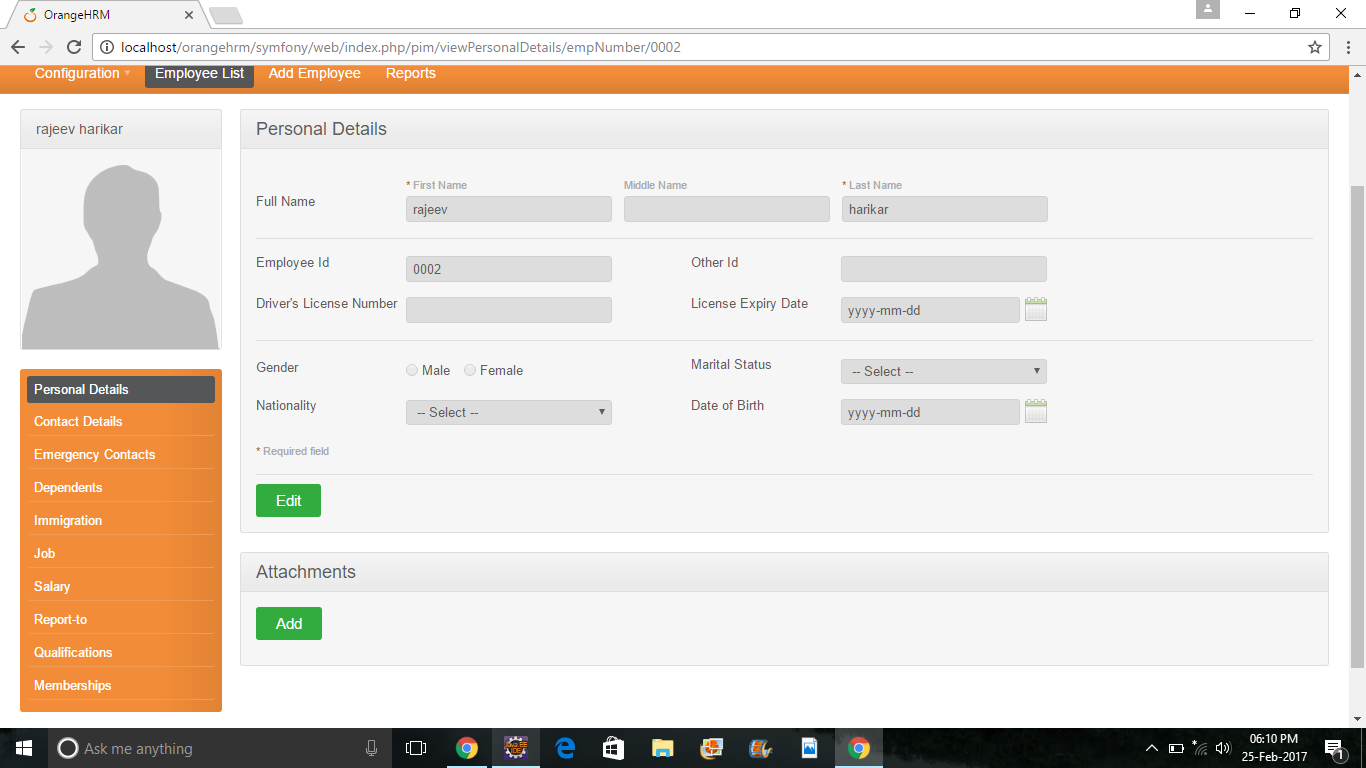 OrangeHRM
localhost/orangehrm/symfony/web/index.php/pim/viewPersonalDetails/empNumber/0002
Configuration Employee List Add Employee Reports
rajeev harikar
Personal Details
Contact Details
Emergency Contacts
Dependents
Immigration
Job
Salary
Report-to
Qualifications
Memberships
Personal Details
* First Name Middle Name * Last Name
Full Name rajeev harikar
Employee Id 0002 Other Id
Driver's License Number License Expiry Date yyyy-mm-dd
Gender Male Female Marital Status -- Select --
Nationality -- Select -- Date of Birth yyyy-mm-dd
* Required field
Edit
Attachments
Add
Ask me anything
06:10 PM
25-Feb-2017
1